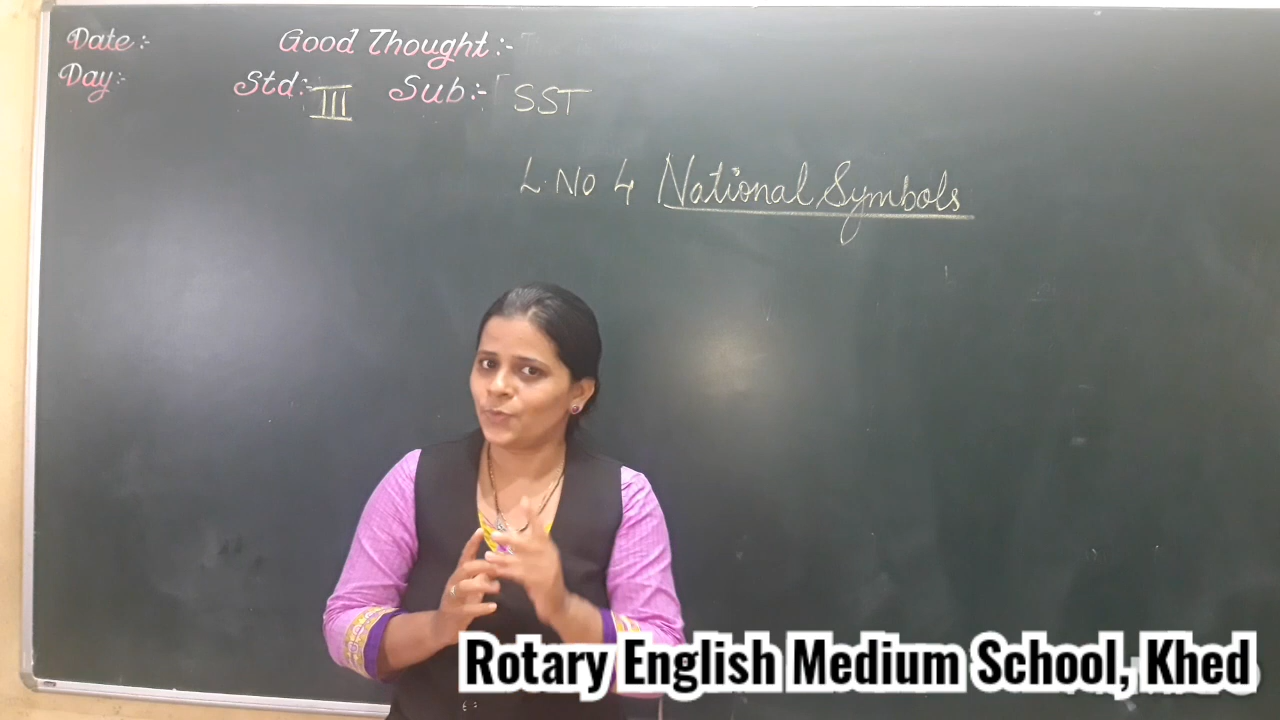 Date:- Good Thought:-
Day:- Std:- III Sub:- SST
L. No 4 National Symbols
Rotary English Medium School, Khed